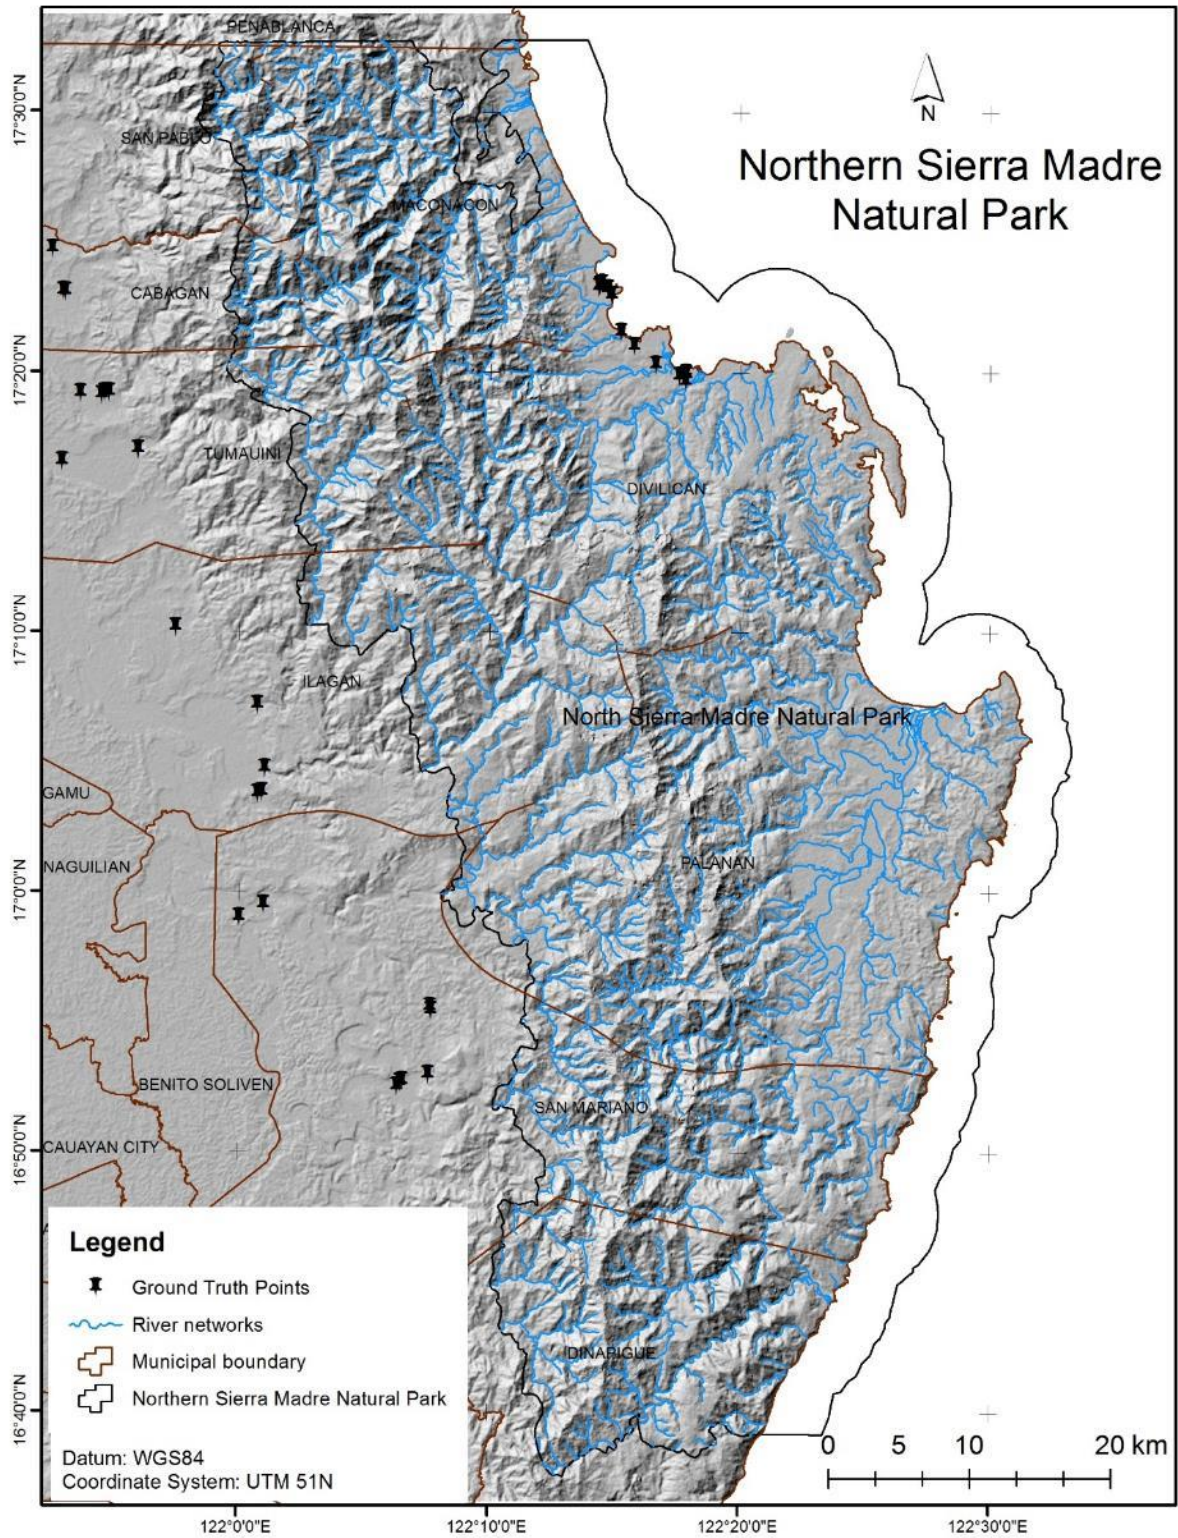 PENABLANCA
17°30'0"N
N
SAN PABLO
Northern Sierra Madre
Natural Park
MACONACON
CABAGAN
17°20'0"N
TUMAUINI
DIVILICAN
17°10'0"N
ILAGAN
North Sierra Madre Natural Park
GAMU
NAGUILIAN
PALANAN
17°0'0"N
BENITO SOLIVEN
SAN MARIANO
CAUAYAN CITY
16°50'0"N
Legend
Ground Truth Points
River networks
Municipal boundary
Northern Sierra Madre Natural Park
DINAPIGUE
16°40'0"N
Datum: WGS84
Coordinate System: UTM 51N
0 5 10 20 km
122°0'0"E 122°10'0"E 122°20'0"E 122°30'0"E